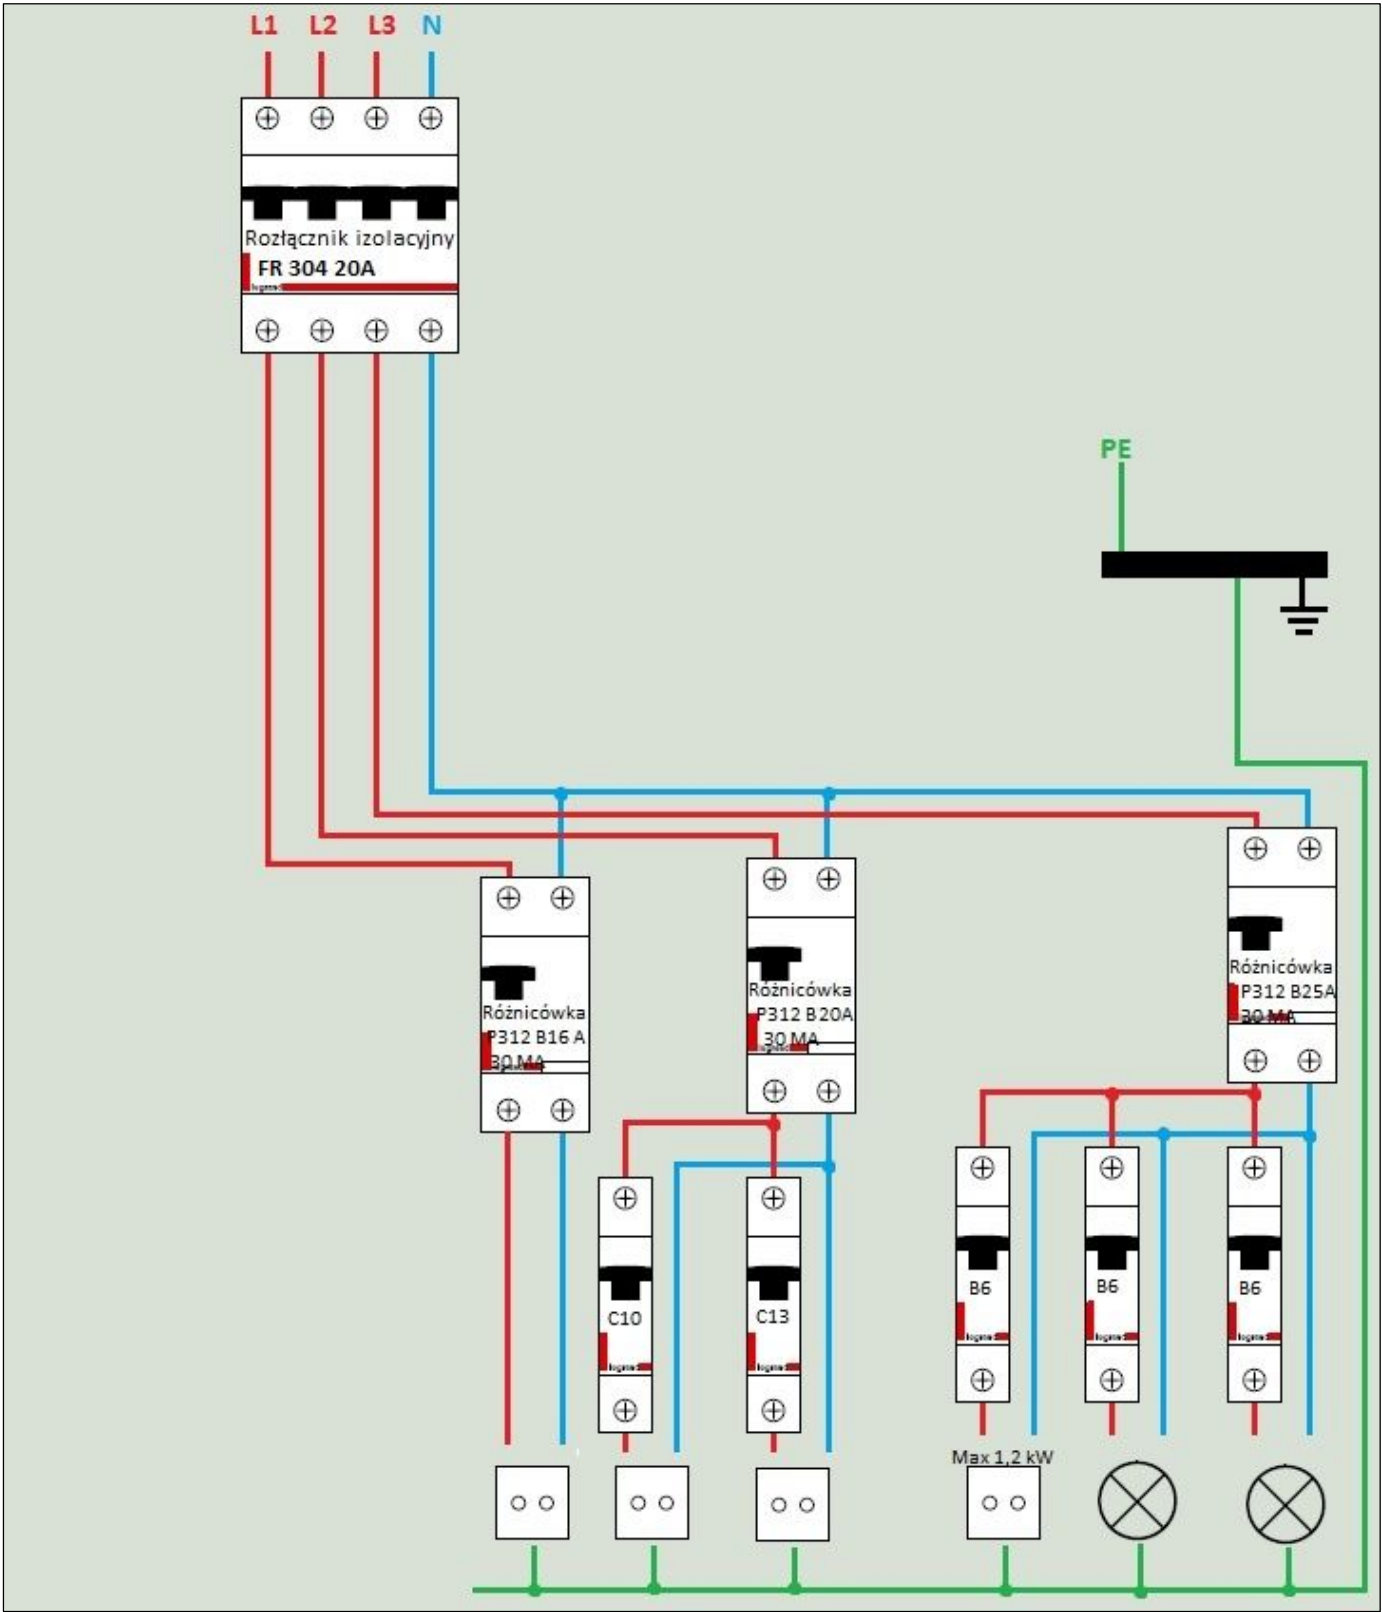 L1 L2 L3 N
Rozłącznik izolacyjny
FR 304 20A
PE
Różnicówka
P312 B16 A
30 MA
Różnicówka
P312 B20A
30 MA
Różnicówka
P312 B25A
30 MA
C10
C13
B6
B6
B6
Max 1,2 kW